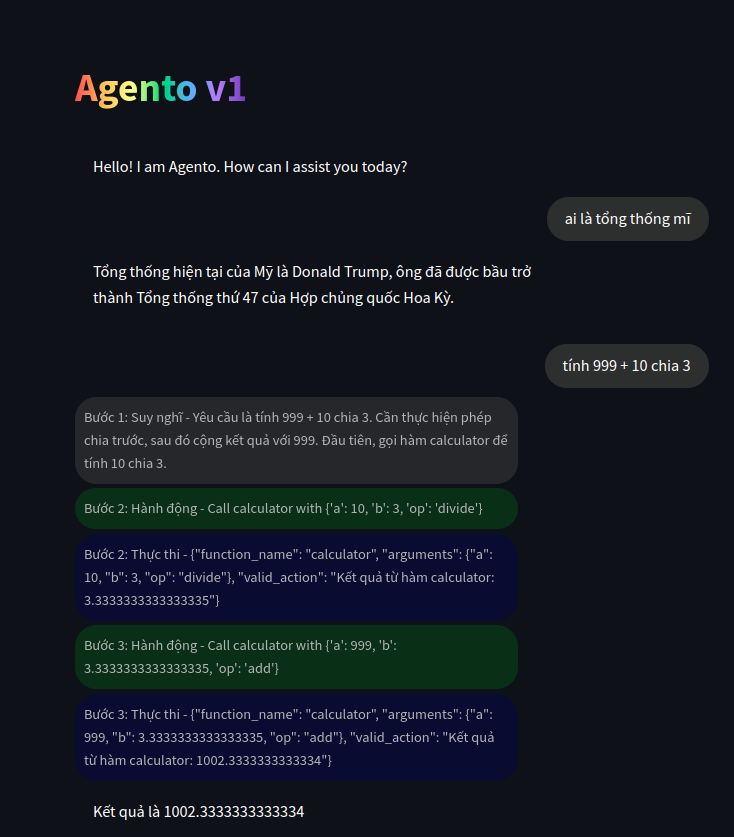 Agento v1
Hello! I am Agento. How can I assist you today?
ai là tổng thống mĩ
Tổng thống hiện tại của Mỹ là Donald Trump, ông đã được bầu trở
thành Tổng thống thứ 47 của Hợp chủng quốc Hoa Kỳ.
tính 999 + 10 chia 3
Bước 1: Suy nghĩ - Yêu cầu là tính 999 + 10 chia 3. Cần thực hiện phép
chia trước, sau đó cộng kết quả với 999. Đầu tiên, gọi hàm calculator để
tính 10 chia 3.
Bước 2: Hành động - Call calculator with {'a': 10, 'b': 3, 'op': 'divide'}
Bước 2: Thực thi - {"function_name": "calculator", "arguments": {"a":
10, "b": 3, "op": "divide"}, "valid_action": "Kết quả từ hàm calculator:
3.3333333333333335"}
Bước 3: Hành động - Call calculator with {'a': 999, 'b':
3.3333333333333335, 'op': 'add'}
Bước 3: Thực thi - {"function_name": "calculator", "arguments": {"a":
999, "b": 3.3333333333333335, "op": "add"}, "valid_action": "Kết quả
từ hàm calculator: 1002.3333333333334"}
Kết quả là 1002.3333333333334